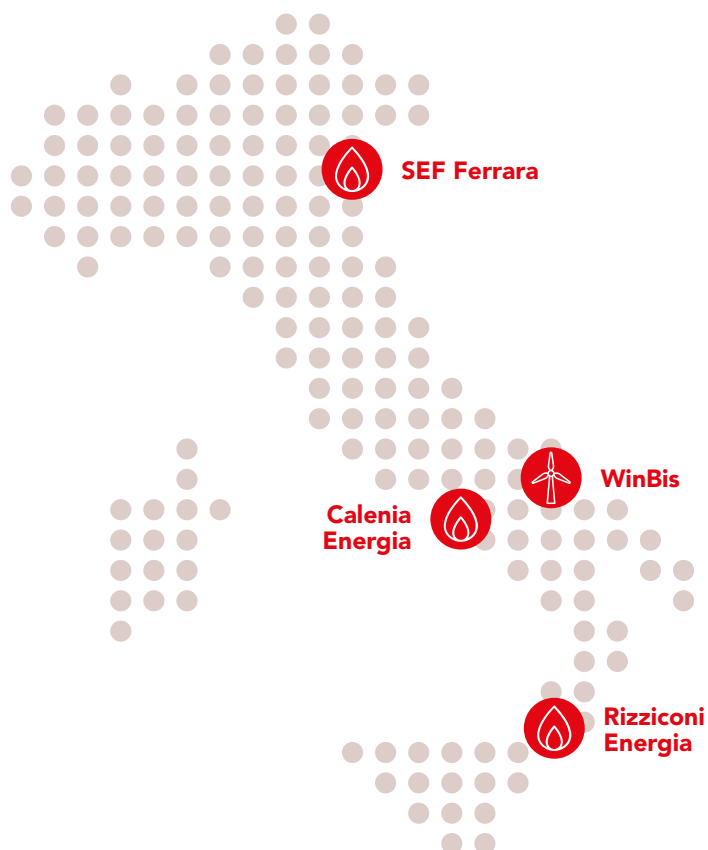 SEF Ferrara
WinBis
Calenia
Energia
Rizziconi
Energia